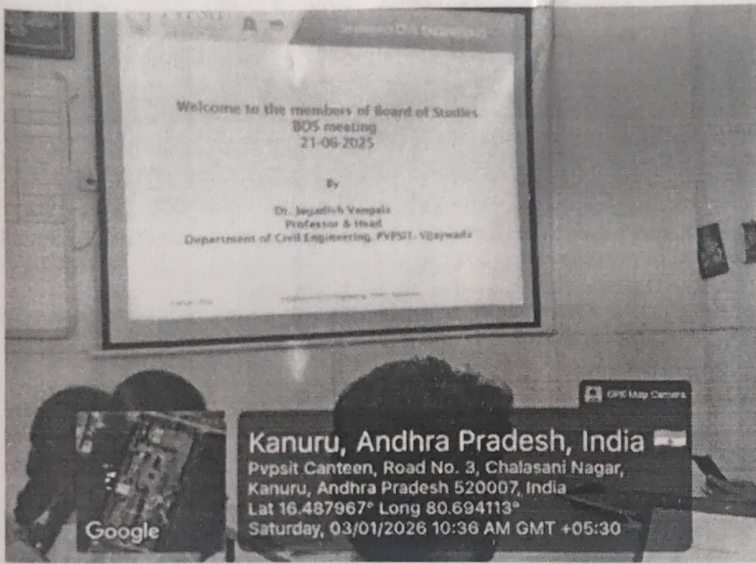 PVPSIT
Welcome to the members of Board of Studies
BOS meeting
21-06-2025
By
Dr. Jagadish Vengala
Professor & Head
Department of Civil Engineering, PVPSIT, Vijaywada
GPS Map Camera
Kanuru, Andhra Pradesh, India
Pvpsit Canteen, Road No. 3, Chalasani Nagar,
Kanuru, Andhra Pradesh 520007, India
Lat 16.487967° Long 80.694113°
Saturday, 03/01/2026 10:36 AM GMT +05:30
Google